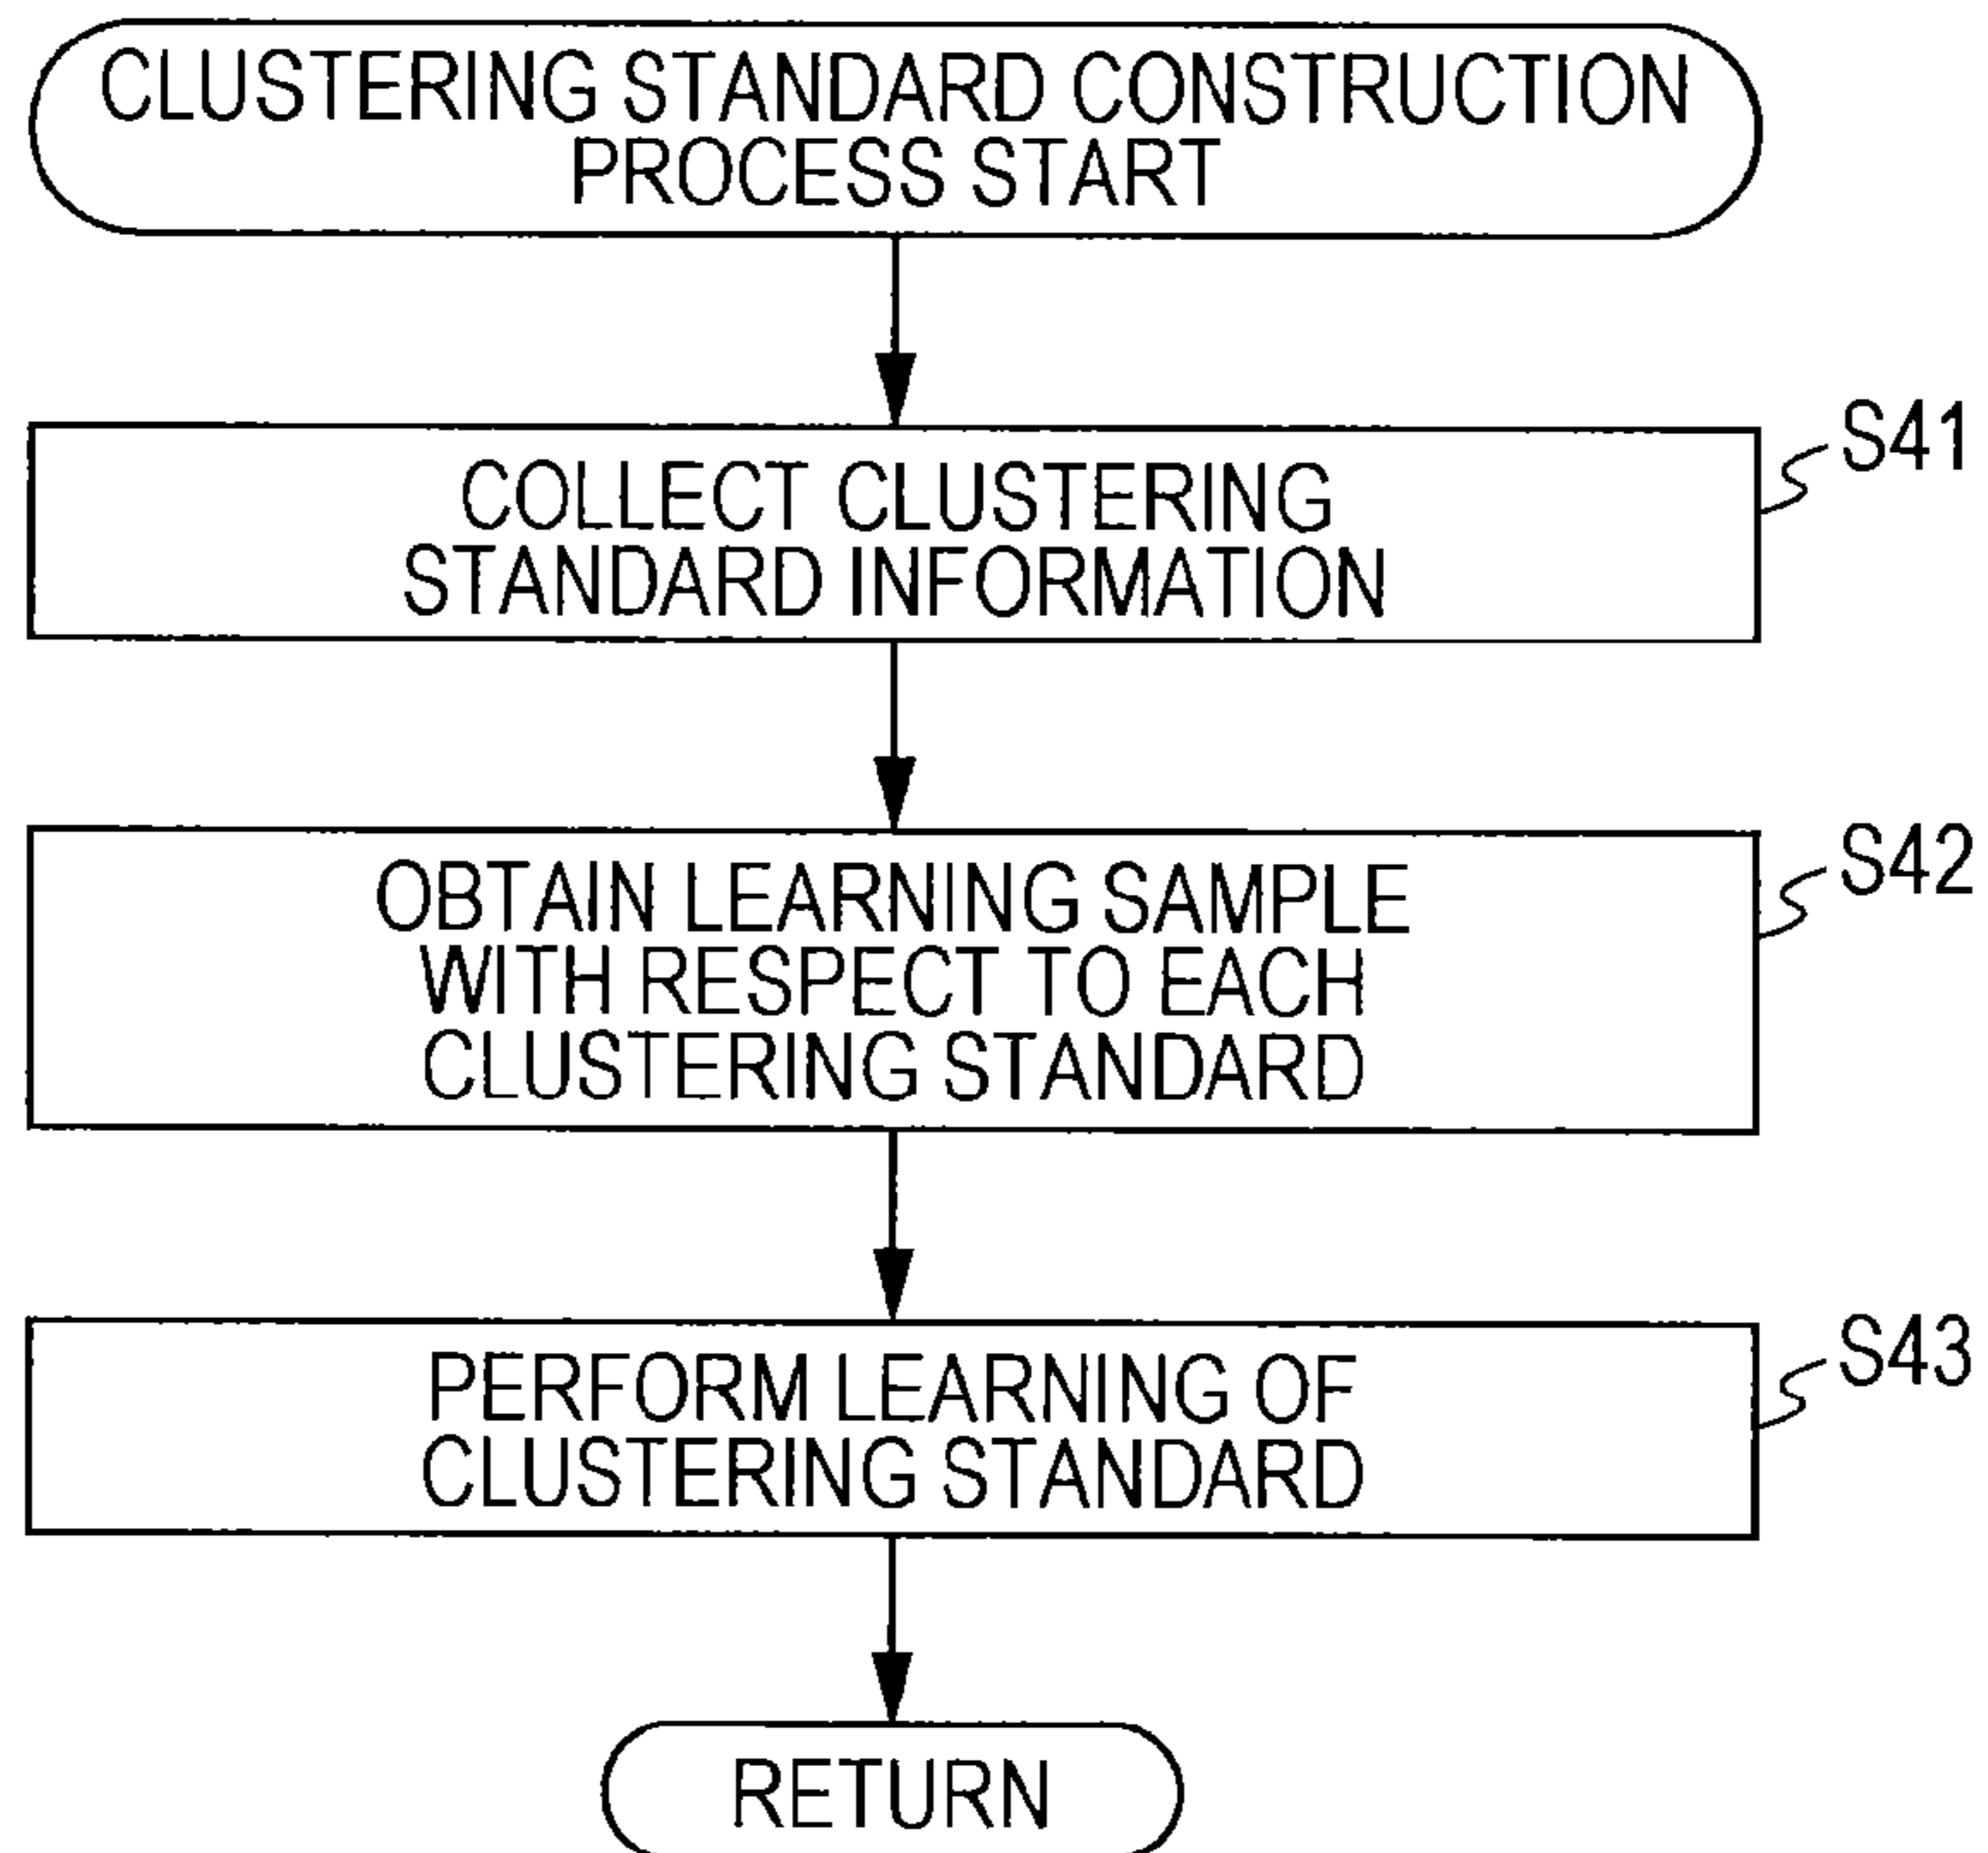 CLUSTERING STANDARD CONSTRUCTION
PROCESS START
S41
COLLECT CLUSTERING
STANDARD INFORMATION
S42
OBTAIN LEARNING SAMPLE
WITH RESPECT TO EACH
CLUSTERING STANDARD
S43
PERFORM LEARNING OF
CLUSTERING STANDARD
RETURN